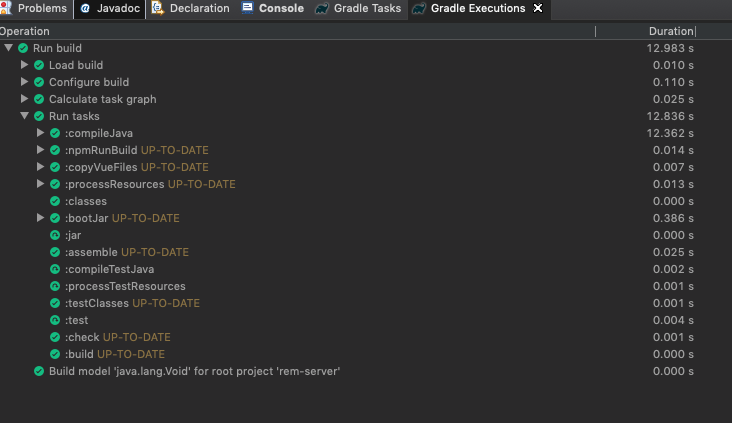 Problems Javadoc Declaration Console Gradle Tasks Gradle Executions
Operation Duration
Run build 12.983 s
Load build 0.010 s
Configure build 0.110 s
Calculate task graph 0.025 s
Run tasks 12.836 s
:compileJava 12.362 s
:npmRunBuild UP-TO-DATE 0.014 s
:copyVueFiles UP-TO-DATE 0.007 s
:processResources UP-TO-DATE 0.013 s
:classes 0.000 s
:bootJar UP-TO-DATE 0.386 s
:jar 0.000 s
:assemble UP-TO-DATE 0.025 s
:compileTestJava 0.002 s
:processTestResources 0.001 s
:testClasses UP-TO-DATE 0.001 s
:test 0.004 s
:check UP-TO-DATE 0.001 s
:build UP-TO-DATE 0.000 s
Build model 'java.lang.Void' for root project 'rem-server' 0.000 s